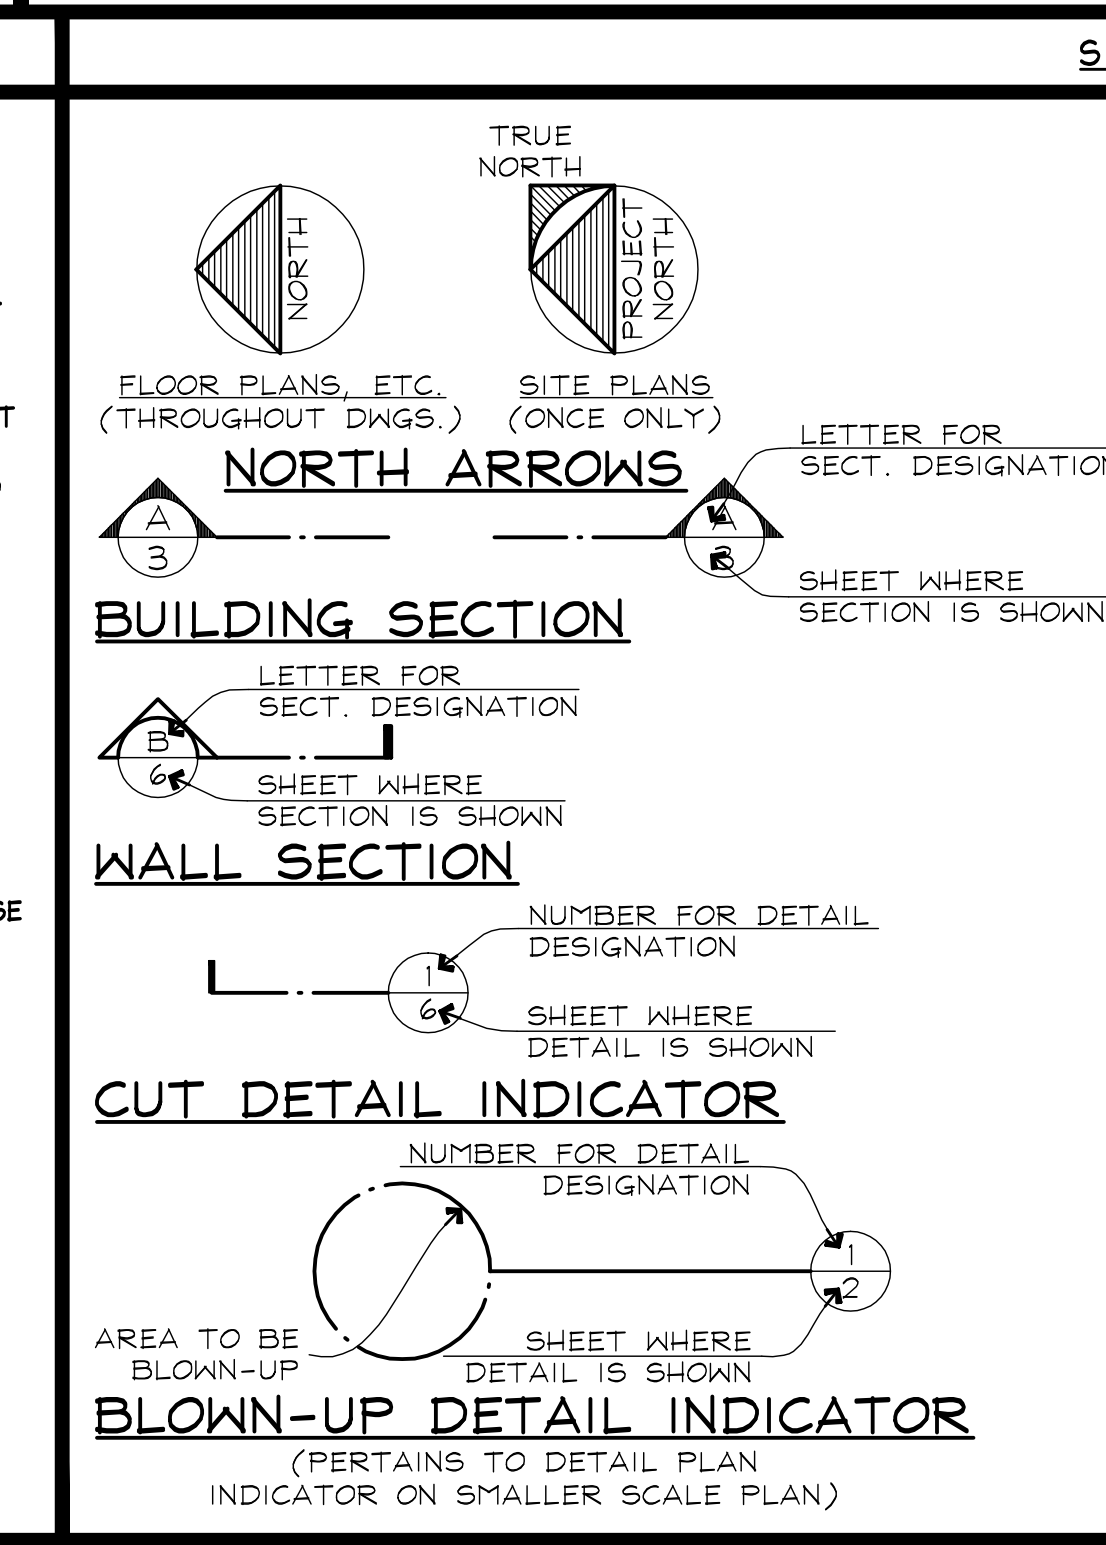 S
TRUE
NORTH
NORTH
PROJECT
NORTH
FLOOR PLANS, ETC.
(THROUGHOUT DWGS.)
SITE PLANS
(ONCE ONLY)
NORTH ARROWS
T
A
3
A
3
LETTER FOR
SECT. DESIGNATION
SHEET WHERE
SECTION IS SHOWN
BUILDING SECTION
LETTER FOR
SECT. DESIGNATION
B
6
SHEET WHERE
SECTION IS SHOWN
WALL SECTION
SE
NUMBER FOR DETAIL
DESIGNATION
1
6
SHEET WHERE
DETAIL IS SHOWN
CUT DETAIL INDICATOR
NUMBER FOR DETAIL
DESIGNATION
1
2
AREA TO BE
BLOWN-UP
SHEET WHERE
DETAIL IS SHOWN
BLOWN-UP DETAIL INDICATOR
(PERTAINS TO DETAIL PLAN
INDICATOR ON SMALLER SCALE PLAN)